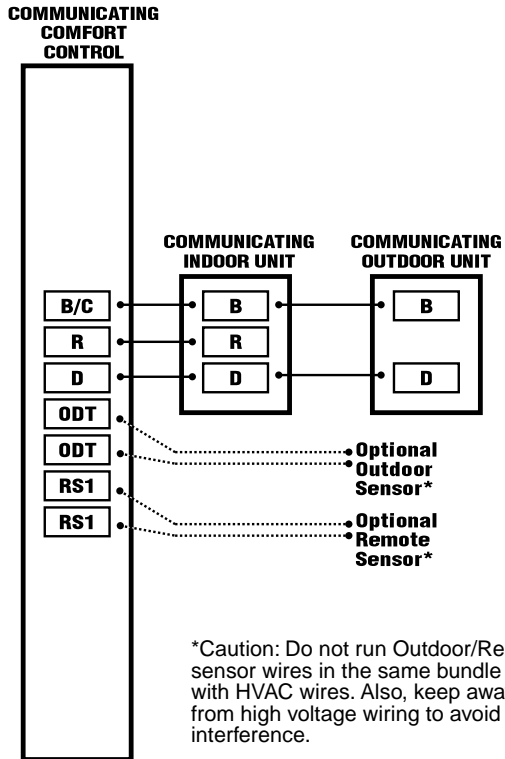 COMMUNICATING
COMFORT
CONTROL
COMMUNICATING
INDOOR UNIT
COMMUNICATING
OUTDOOR UNIT
B/C
B
B
R
R
D
D
D
ODT
ODT
Optional
Outdoor
Sensor*
RS1
RS1
Optional
Remote
Sensor*
*Caution: Do not run Outdoor/Re
sensor wires in the same bundle
with HVAC wires. Also, keep awa
from high voltage wiring to avoid
interference.